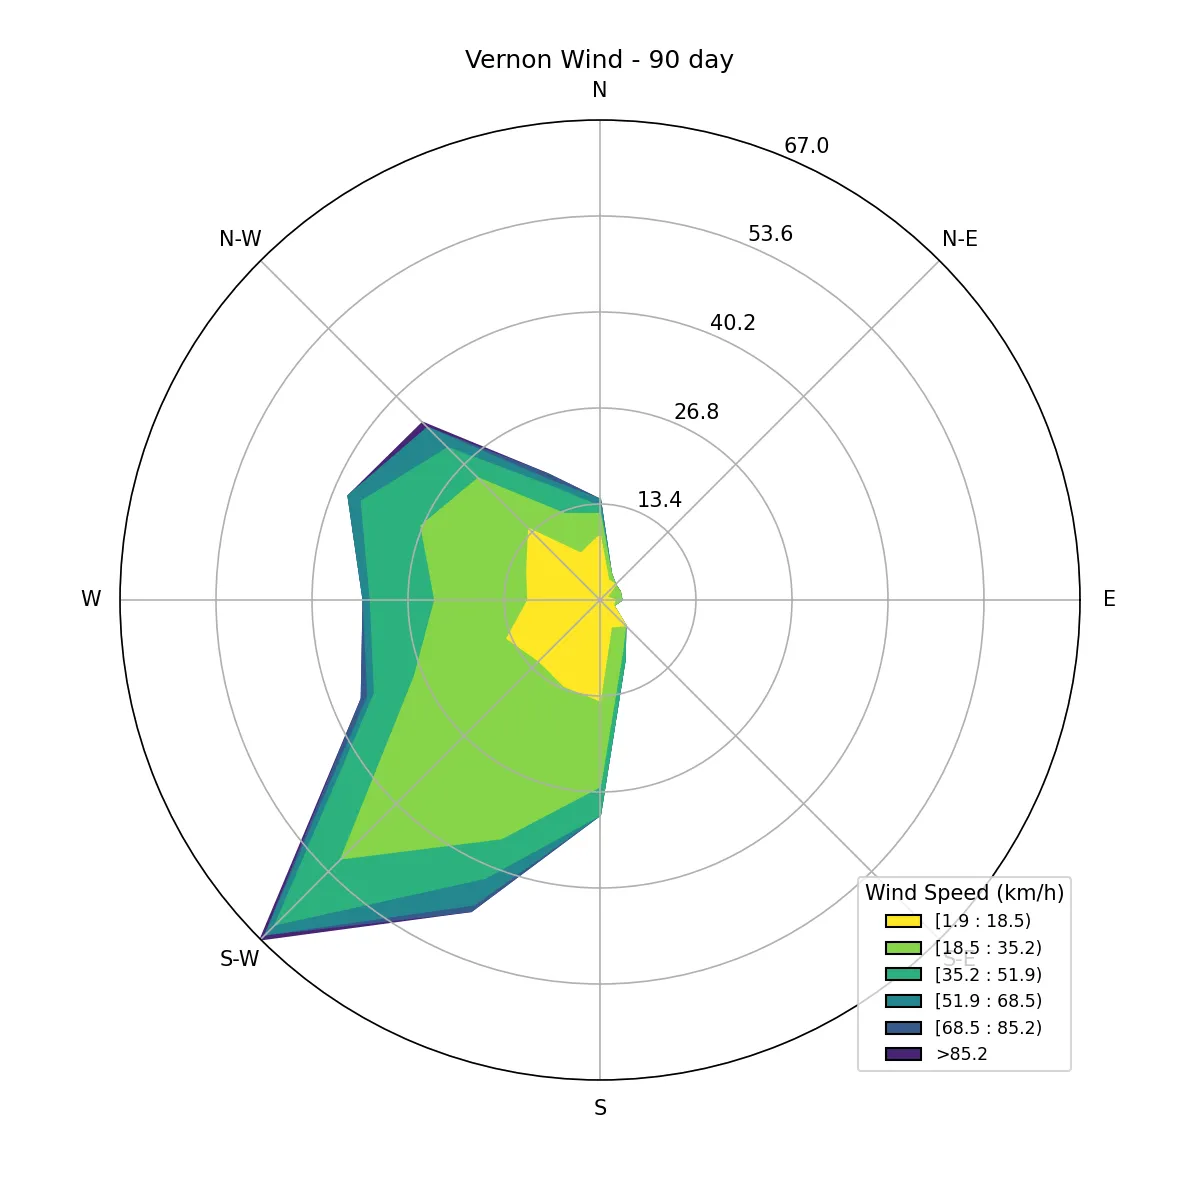 Vernon Wind - 90 day
N
67.0
53.6
N-W
N-E
40.2
26.8
13.4
W
E
Wind Speed (km/h)
[1.9 : 18.5)
[18.5 : 35.2)
S-W
S-E
[35.2 : 51.9)
[51.9 : 68.5)
[68.5 : 85.2)
>85.2
S